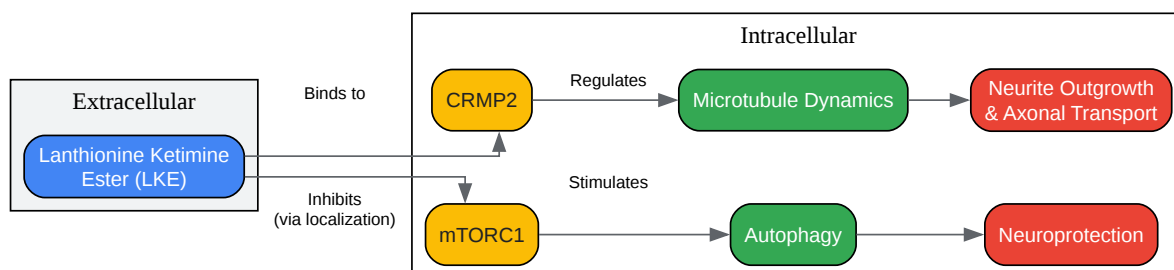 Extracellular
Lanthionine Ketimine
Ester (LKE)
Binds to
Inhibits
(via localization)
Intracellular
CRMP2
Regulates
Microtubule Dynamics
Neurite Outgrowth
& Axonal Transport
mTORC1
Stimulates
Autophagy
Neuroprotection